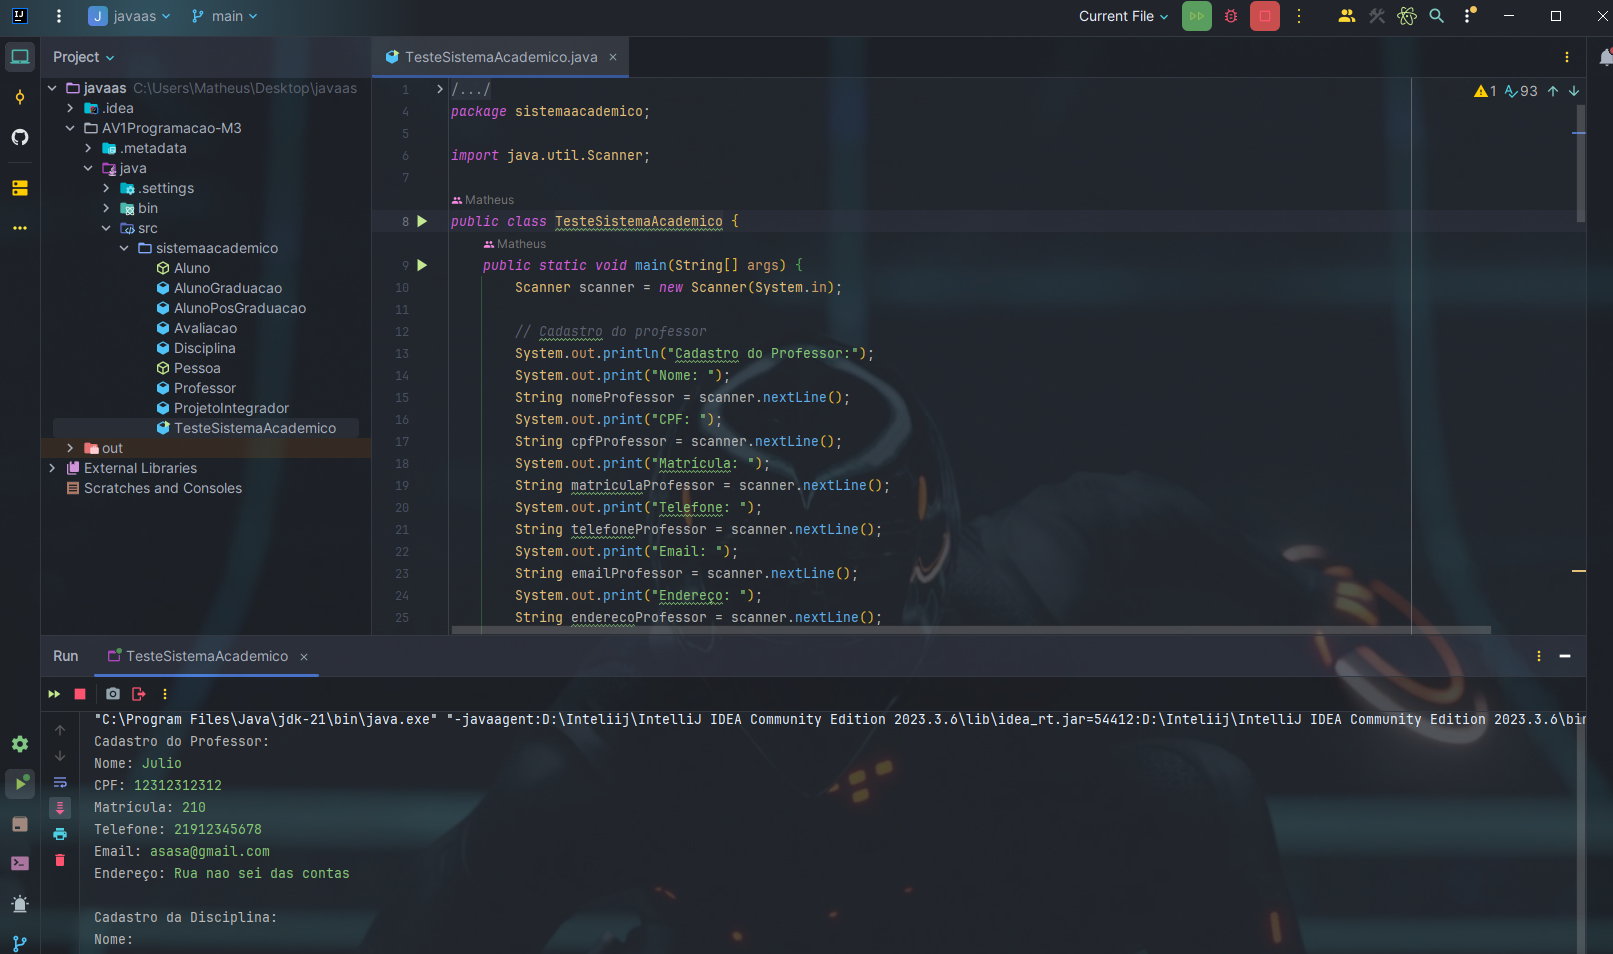 IJ J javaas main Current File
Project
TesteSistemaAcademico.java
javaas C:\Users\Matheus\Desktop\javaas
.idea
AV1Programacao-M3
.metadata
java
.settings
bin
src
sistemaacademico
Aluno
AlunoGraduacao
AlunoPosGraduacao
Avaliacao
Disciplina
Pessoa
Professor
ProjetoIntegrador
TesteSistemaAcademico
out
External Libraries
Scratches and Consoles
1 93
1 /.../
4 package sistemaacademico;
5
6 import java.util.Scanner;
7
Matheus
8 public class TesteSistemaAcademico {
Matheus
9 public static void main(String[] args) {
10 Scanner scanner = new Scanner(System.in);
11
12 // Cadastro do professor
13 System.out.println("Cadastro do Professor:");
14 System.out.print("Nome: ");
15 String nomeProfessor = scanner.nextLine();
16 System.out.print("CPF: ");
17 String cpfProfessor = scanner.nextLine();
18 System.out.print("Matrícula: ");
19 String matriculaProfessor = scanner.nextLine();
20 System.out.print("Telefone: ");
21 String telefoneProfessor = scanner.nextLine();
22 System.out.print("Email: ");
23 String emailProfessor = scanner.nextLine();
24 System.out.print("Endereço: ");
25 String enderecoProfessor = scanner.nextLine();
Run TesteSistemaAcademico
"C:\Program Files\Java\jdk-21\bin\java.exe" "-javaagent:D:\Inteliij\IntelliJ IDEA Community Edition 2023.3.6\lib\idea_rt.jar=54412:D:\Inteliij\IntelliJ IDEA Community Edition 2023.3.6\bin
Cadastro do Professor:
Nome: Julio
CPF: 12312312312
Matrícula: 210
Telefone: 21912345678
Email: asasa@gmail.com
Endereço: Rua nao sei das contas
Cadastro da Disciplina:
Nome: